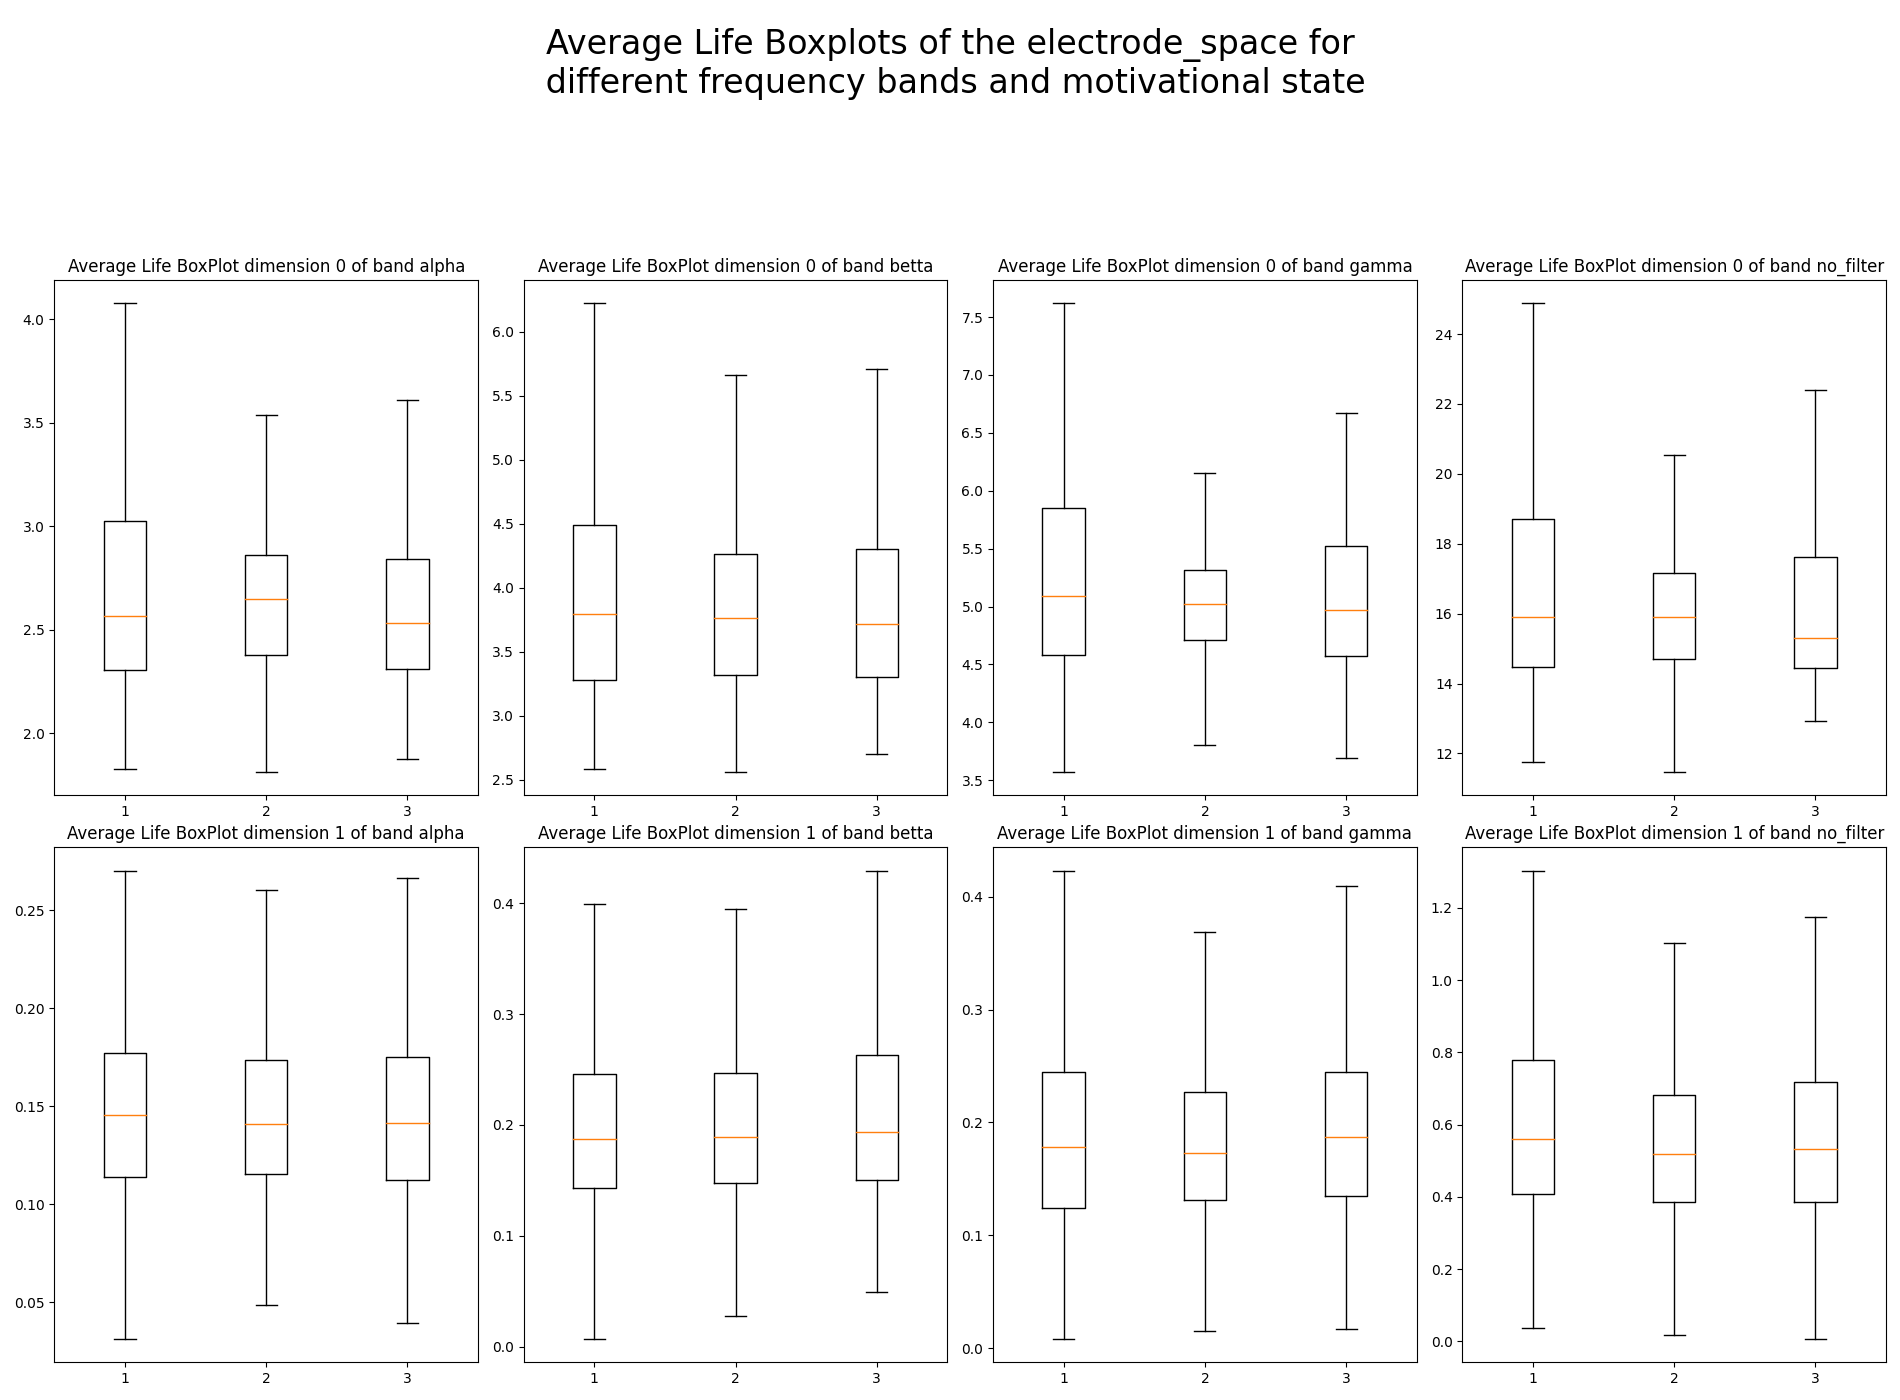 Average Life Boxplots of the electrode_space for
different frequency bands and motivational state
Average Life BoxPlot dimension 0 of band alpha
4.0
3.5
3.0
2.5
2.0
1 2 3
Average Life BoxPlot dimension 0 of band betta
6.0
5.5
5.0
4.5
4.0
3.5
3.0
2.5
1 2 3
Average Life BoxPlot dimension 0 of band gamma
7.5
7.0
6.5
6.0
5.5
5.0
4.5
4.0
3.5
1 2 3
Average Life BoxPlot dimension 0 of band no_filter
24
22
20
18
16
14
12
1 2 3
Average Life BoxPlot dimension 1 of band alpha
0.25
0.20
0.15
0.10
0.05
1 2 3
Average Life BoxPlot dimension 1 of band betta
0.4
0.3
0.2
0.1
0.0
1 2 3
Average Life BoxPlot dimension 1 of band gamma
0.4
0.3
0.2
0.1
0.0
1 2 3
Average Life BoxPlot dimension 1 of band no_filter
1.2
1.0
0.8
0.6
0.4
0.2
0.0
1 2 3